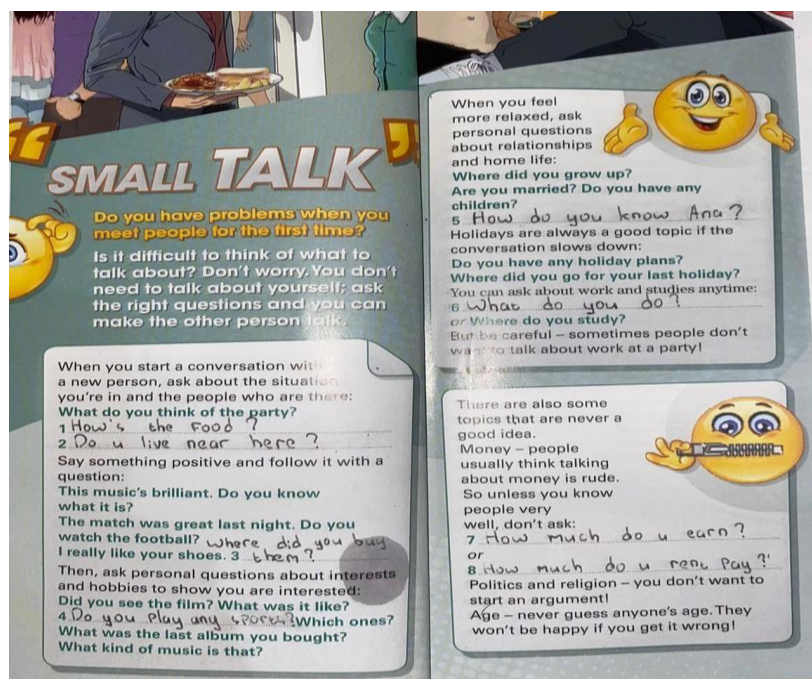 SMALL TALK
Do you have problems when you
meet people for the first time?
Is it difficult to think of what to
talk about? Don't worry. You don't
need to talk about yourself; ask
the right questions and you can
make the other person talk.
When you start a conversation with
a new person, ask about the situation
you're in and the people who are there:
What do you think of the party?
1 How's the food ?
2 Do u live near here ?
Say something positive and follow it with a
question:
This music's brilliant. Do you know
what it is?
The match was great last night. Do you
watch the football? where did you buy
I really like your shoes. 3 them ?
Then, ask personal questions about interests
and hobbies to show you are interested:
Did you see the film? What was it like?
4 Do you play any sports? Which ones?
What was the last album you bought?
What kind of music is that?
When you feel
more relaxed, ask
personal questions
about relationships
and home life:
Where did you grow up?
Are you married? Do you have any
children?
5 How do you know Ana ?
Holidays are always a good topic if the
conversation slows down:
Do you have any holiday plans?
Where did you go for your last holiday?
You can ask about work and studies anytime:
6 what do you do ?
or Where do you study?
But be careful – sometimes people don't
want to talk about work at a party!
There are also some
topics that are never a
good idea.
Money – people
usually think talking
about money is rude.
So unless you know
people very
well, don't ask:
7 How much do u earn ?
or
8 How much do u rent pay ?
Politics and religion – you don't want to
start an argument!
Age – never guess anyone's age. They
won't be happy if you get it wrong!